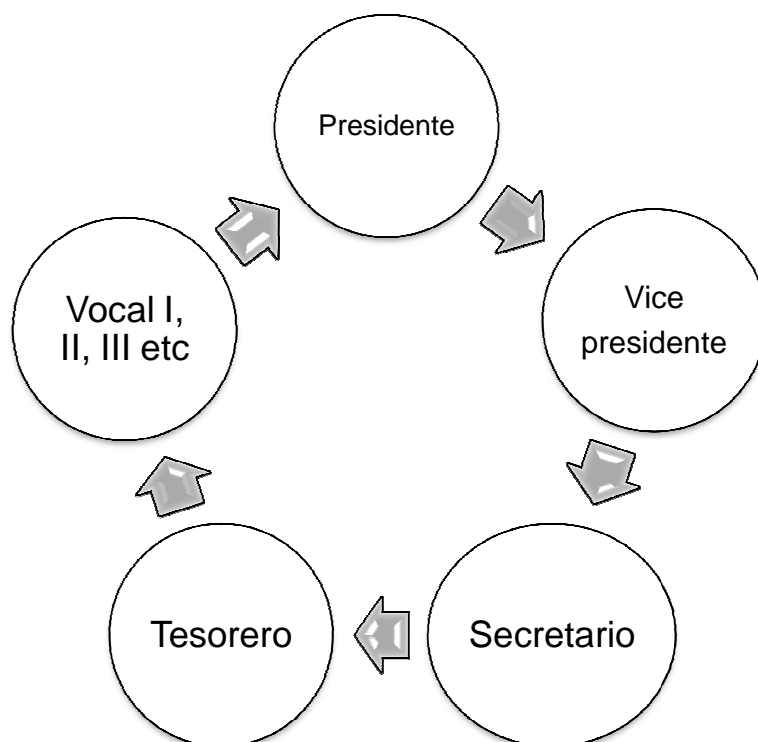 Presidente
Vice
presidente
Secretario
Tesorero
Vocal I,
II, III etc